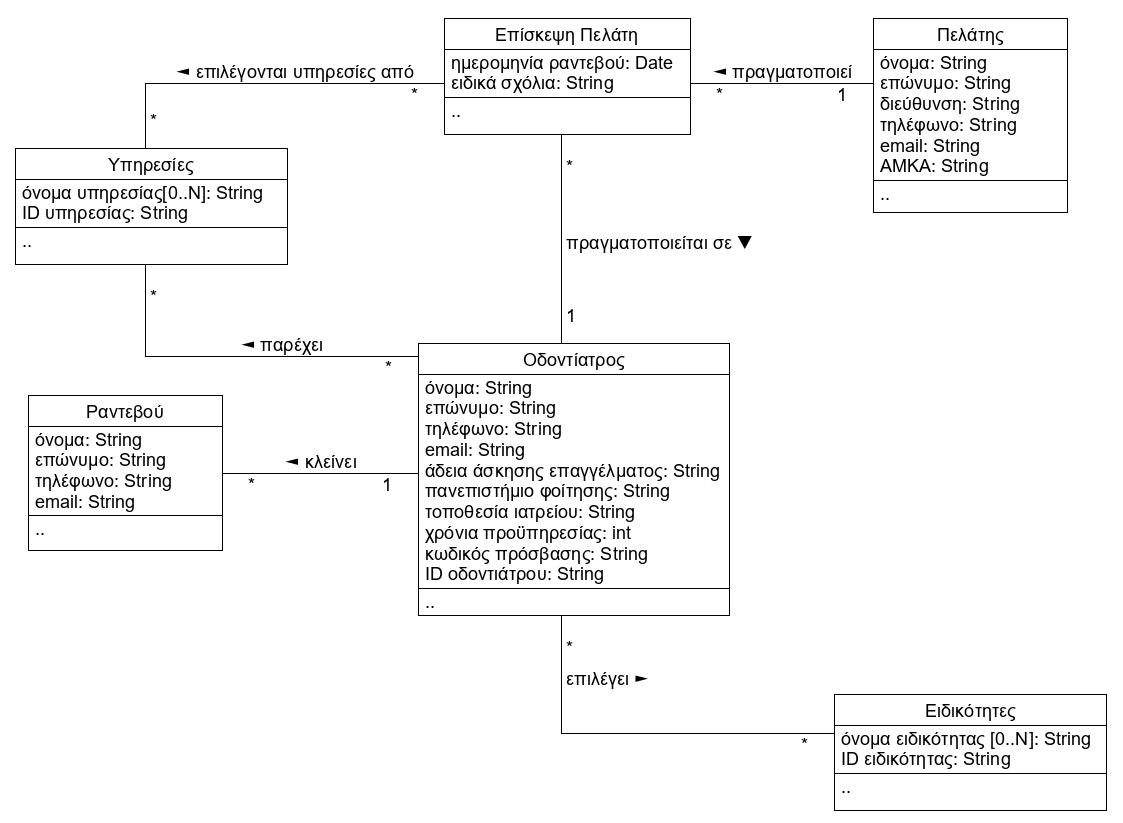 Επίσκεψη Πελάτη
ημερομηνία ραντεβού: Date
ειδικά σχόλια: String
..
Πελάτης
όνομα: String
επώνυμο: String
διεύθυνση: String
τηλέφωνο: String
email: String
ΑΜΚΑ: String
..
◄ επιλέγονται υπηρεσίες από
*
*
◄ πραγματοποιεί
*
1
Υπηρεσίες
όνομα υπηρεσίας[0..N]: String
ID υπηρεσίας: String
..
*
πραγματοποιείται σε ▼
1
*
◄ παρέχει
*
Οδοντίατρος
όνομα: String
επώνυμο: String
τηλέφωνο: String
email: String
άδεια άσκησης επαγγέλματος: String
πανεπιστήμιο φοίτησης: String
τοποθεσία ιατρείου: String
χρόνια προϋπηρεσίας: int
κωδικός πρόσβασης: String
ID οδοντιάτρου: String
..
Ραντεβού
όνομα: String
επώνυμο: String
τηλέφωνο: String
email: String
..
◄ κλείνει
*
1
*
επιλέγει ►
*
Ειδικότητες
όνομα ειδικότητας [0..N]: String
ID ειδικότητας: String
..